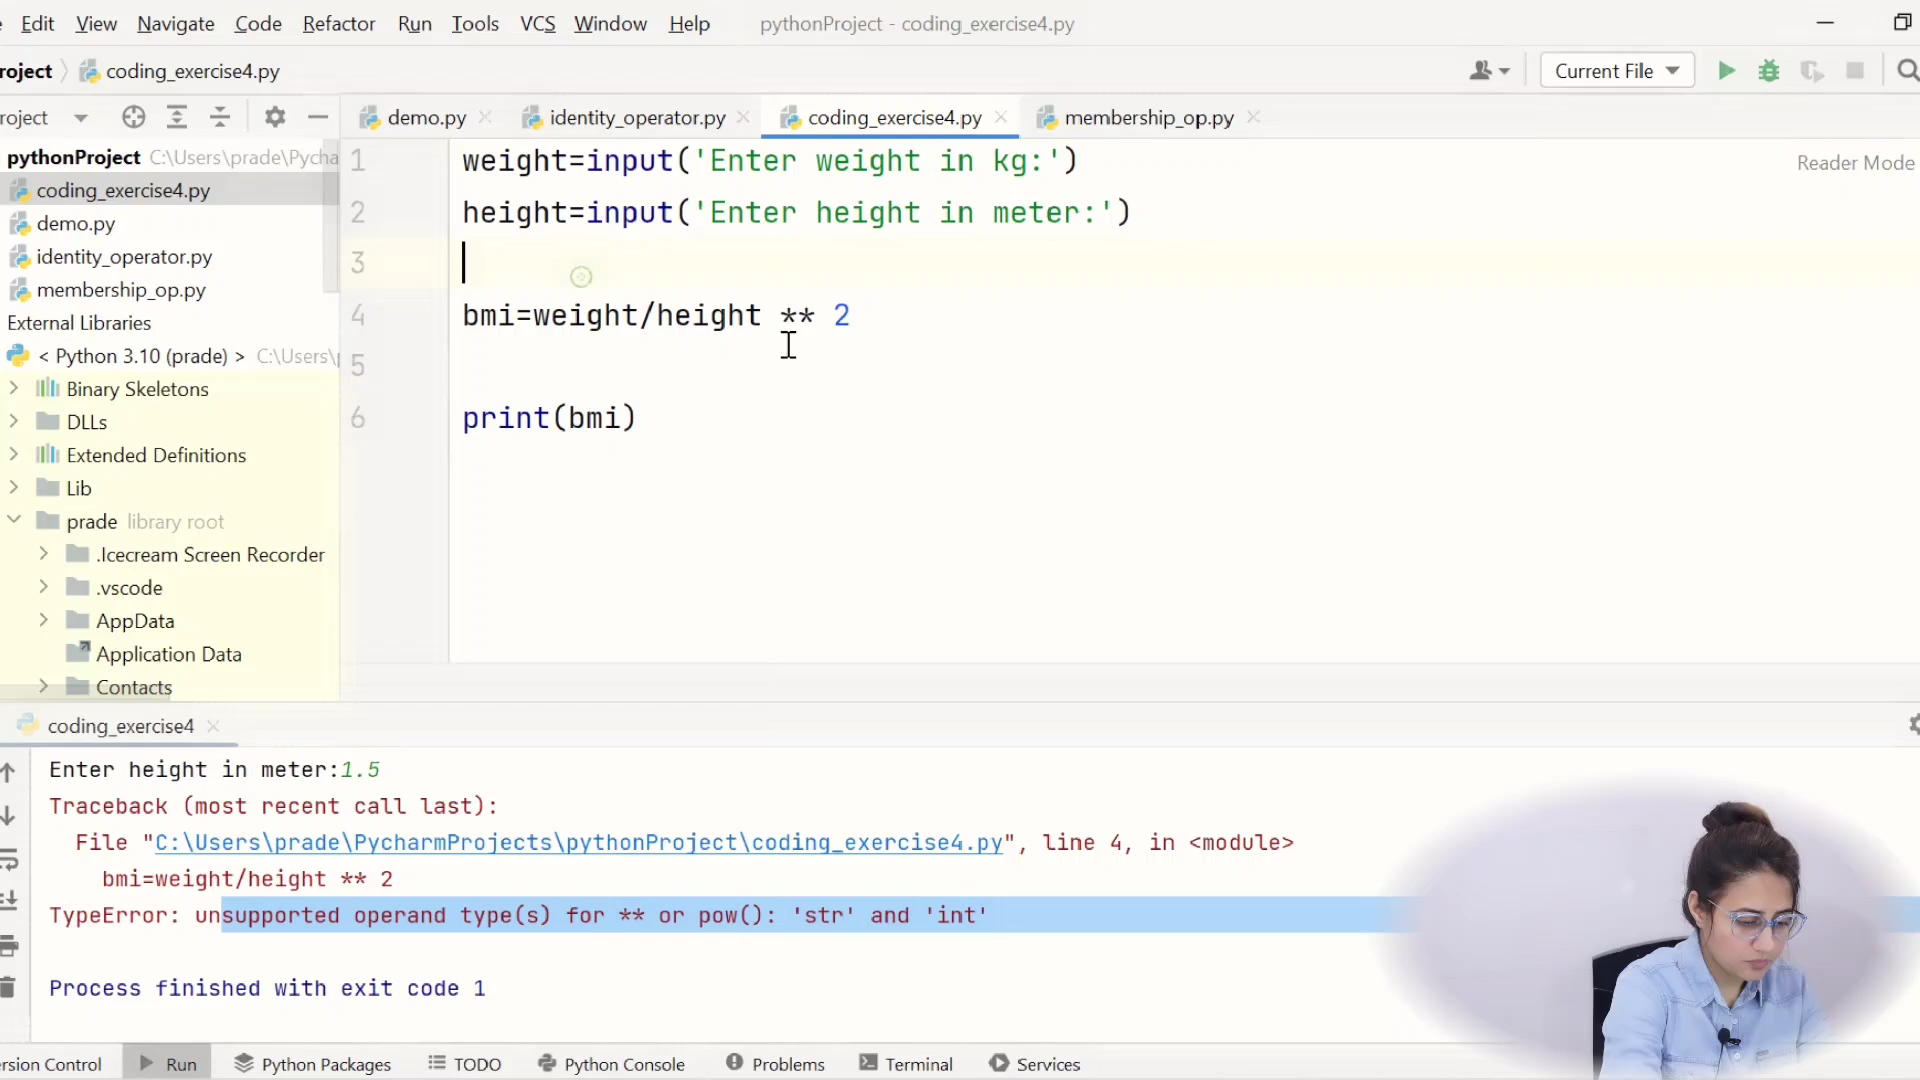 Edit View Navigate Code Refactor Run Tools VCS Window Help pythonProject - coding_exercise4.py
roject coding_exercise4.py Current File
roject demo.py identity_operator.py coding_exercise4.py membership_op.py
pythonProject C:\Users\prade\Pycha
coding_exercise4.py
demo.py
identity_operator.py
membership_op.py
External Libraries
< Python 3.10 (prade) > C:\Users\
Binary Skeletons
DLLs
Extended Definitions
Lib
prade library root
.Icecream Screen Recorder
.vscode
AppData
Application Data
Contacts
1 weight=input('Enter weight in kg:')
Reader Mode
2 height=input('Enter height in meter:')
3
4 bmi=weight/height ** 2
5
6 print(bmi)
coding_exercise4
Enter height in meter:1.5
Traceback (most recent call last):
File "C:\Users\prade\PycharmProjects\pythonProject\coding_exercise4.py", line 4, in <module>
bmi=weight/height ** 2
TypeError: unsupported operand type(s) for ** or pow(): 'str' and 'int'
Process finished with exit code 1
ersion Control Run Python Packages TODO Python Console Problems Terminal Services